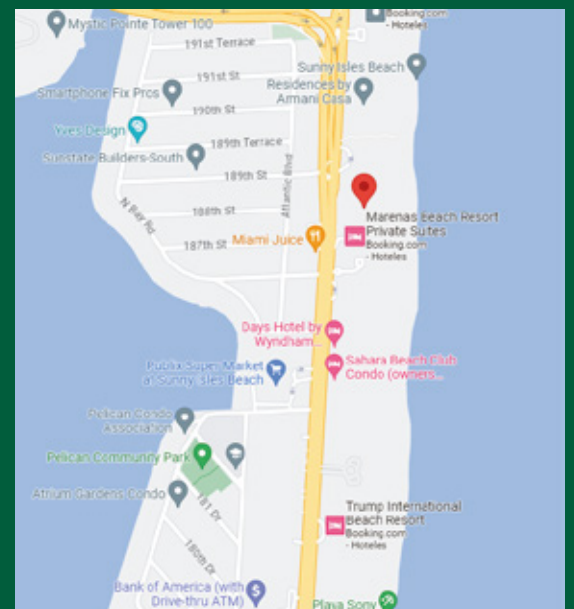 Booking.com
- Hoteles
Mystic Pointe Tower 100
191st Terrace
Sunny Isles Beach
191st St
Residences by
Armani Casa
Smartphone Fix Pros
190th St
Yves Design
189th Terrace
Sunstate Builders-South
189th St
Atlantic Blvd
N Bay Rd
188th St
Marenas Beach Resort
Private Suites
Booking.com
- Hoteles
187th St
Miami Juice
Days Hotel by
Wyndham...
Publix Super Market
at Sunny Isles Beach
Sahara Beach Club
Condo (owners...
Pelican Condo
Association
Pelican Community Park
Atrium Gardens Condo
181 Dr
Trump International
Beach Resort
Booking.com
- Hoteles
180th Dr
Bank of America (with
Drive-thru ATM)
Playa Sony